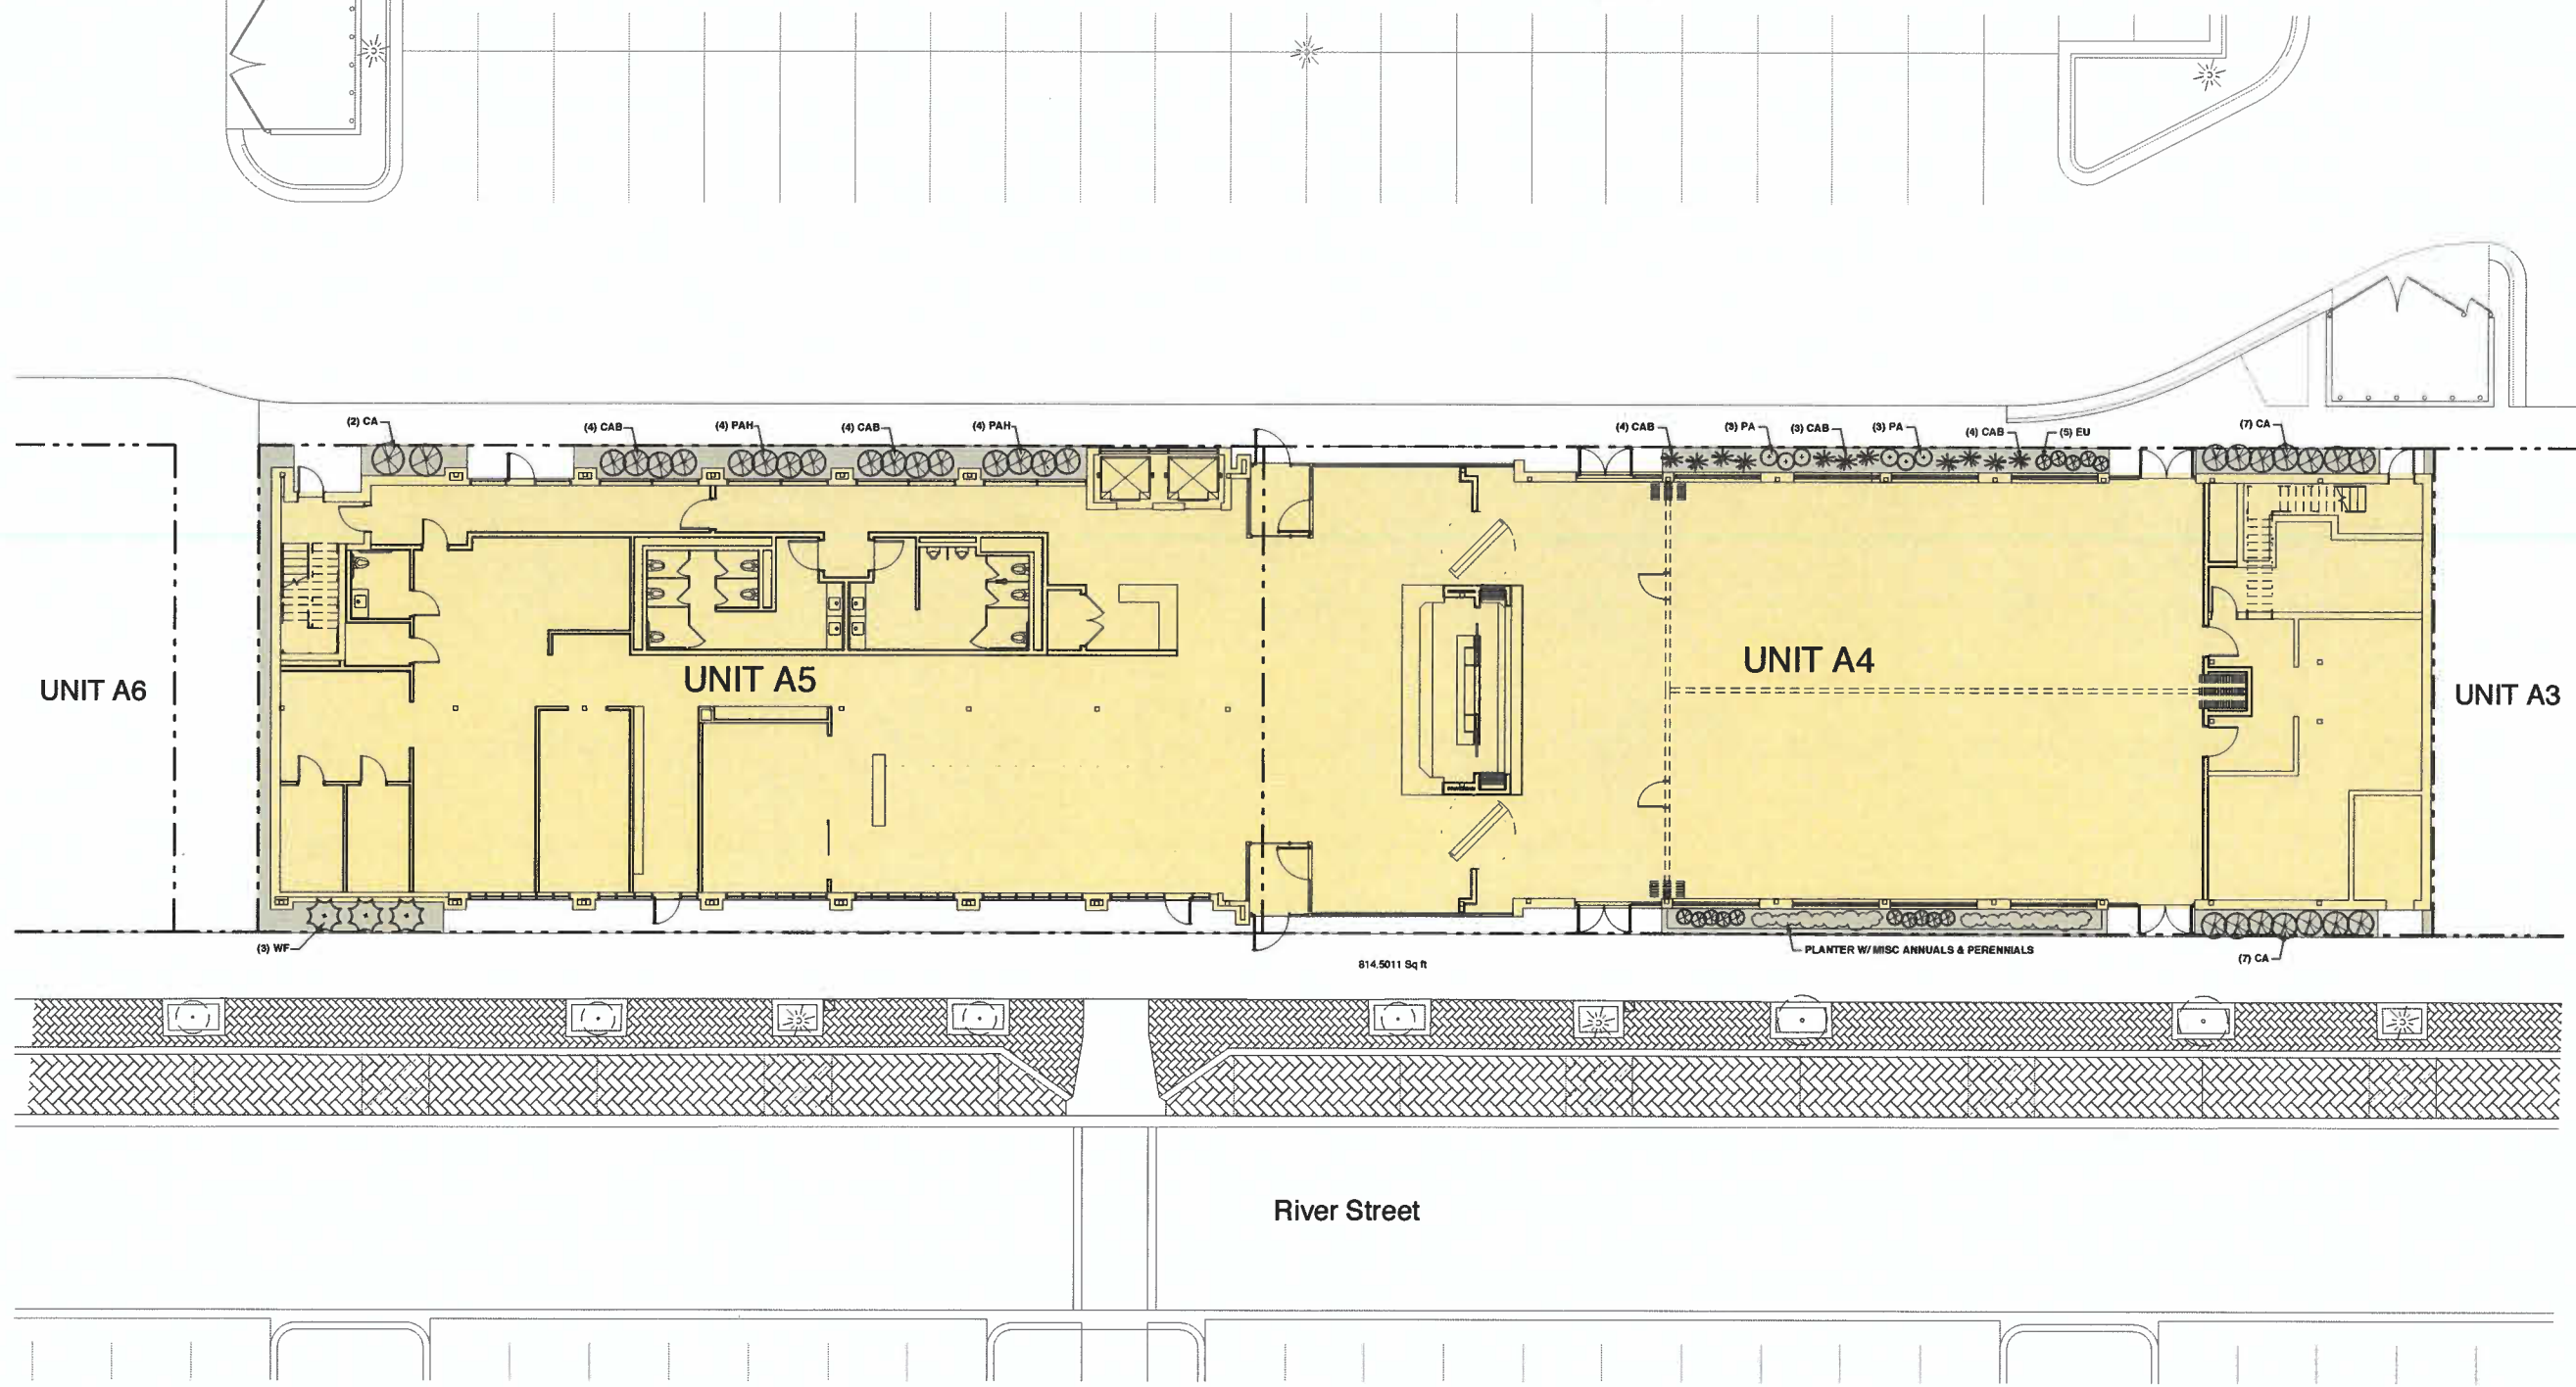 (2) CA
(4) CAB
(4) PAH
(4) CAB
(4) PAH
(4) CAB
(3) PA
(3) CAB
(3) PA
(4) CAB
(5) EU
(7) CA
UNIT A6
UNIT A5
UNIT A4
UNIT A3
(3) WF
814.5011 Sq ft
PLANTER W/ MISC ANNUALS & PERENNIALS
(7) CA
River Street